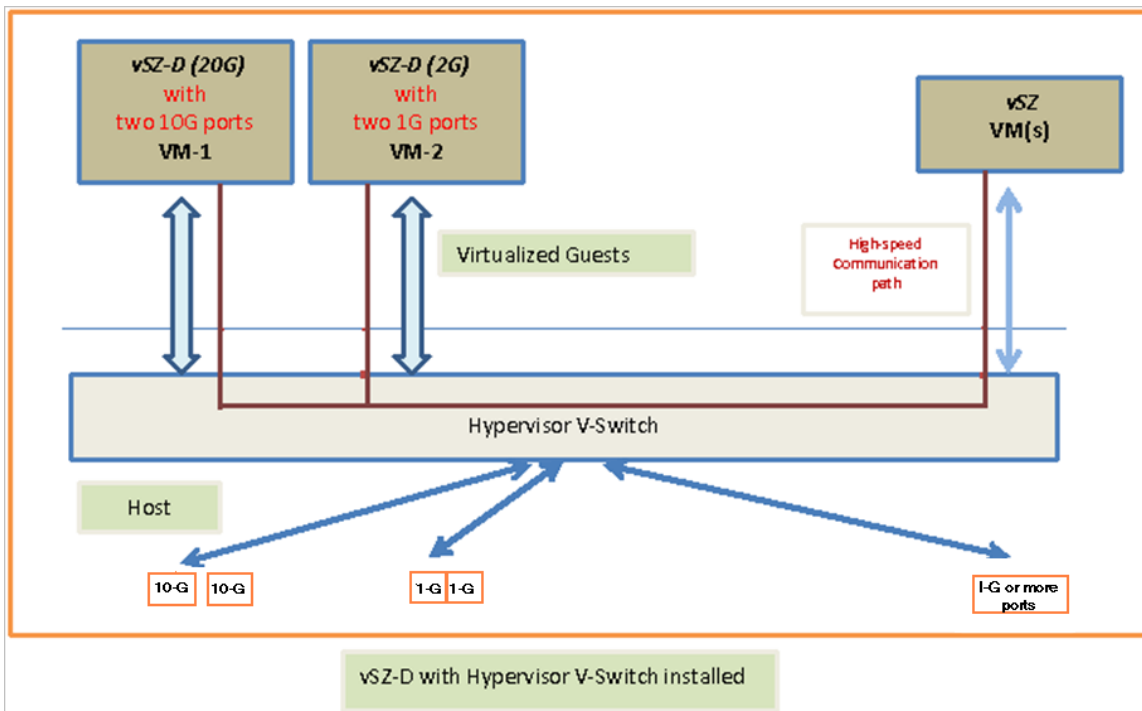 vSZ-D (20G)
with
two 10G ports
VM-1
vSZ-D (2G)
with
two 1G ports
VM-2
vSZ
VM(s)
Virtualized Guests
High-speed
Communication
path
Hypervisor V-Switch
Host
10-G
10-G
1-G
1-G
I-G or more
ports
vSZ-D with Hypervisor V-Switch installed